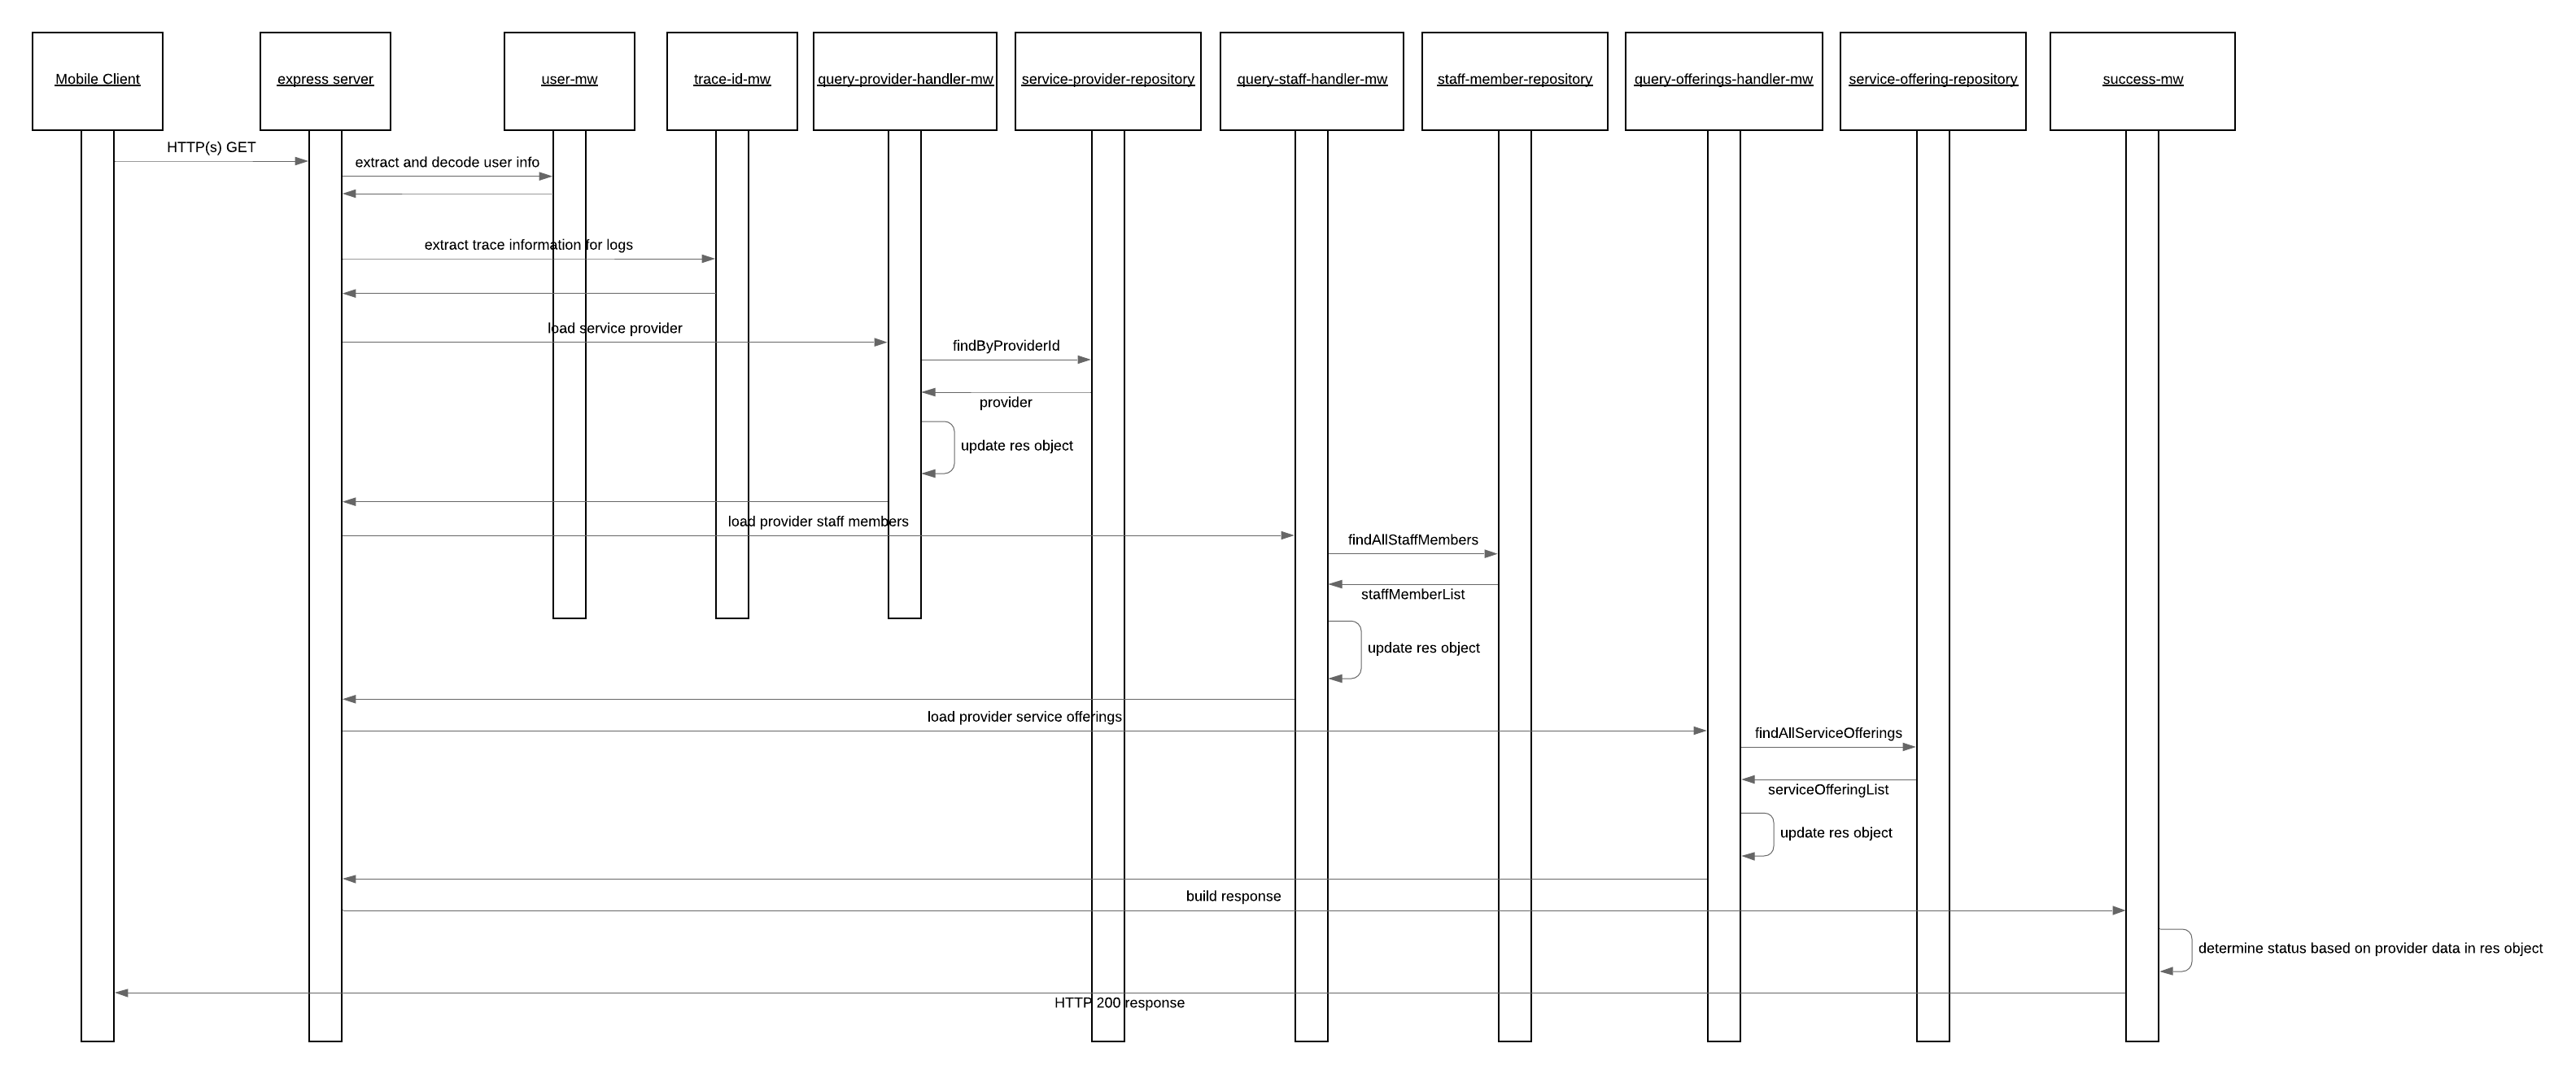 Mobile Client
express server
user-mw
trace-id-mw
query-provider-handler-mw
service-provider-repository
query-staff-handler-mw
staff-member-repository
query-offerings-handler-mw
service-offering-repository
success-mw
HTTP(s) GET
extract and decode user info
extract trace information for logs
load service provider
findByProviderId
provider
update res object
load provider staff members
findAllStaffMembers
staffMemberList
update res object
load provider service offerings
findAllServiceOfferings
serviceOfferingList
update res object
build response
determine status based on provider data in res object
HTTP 200 response